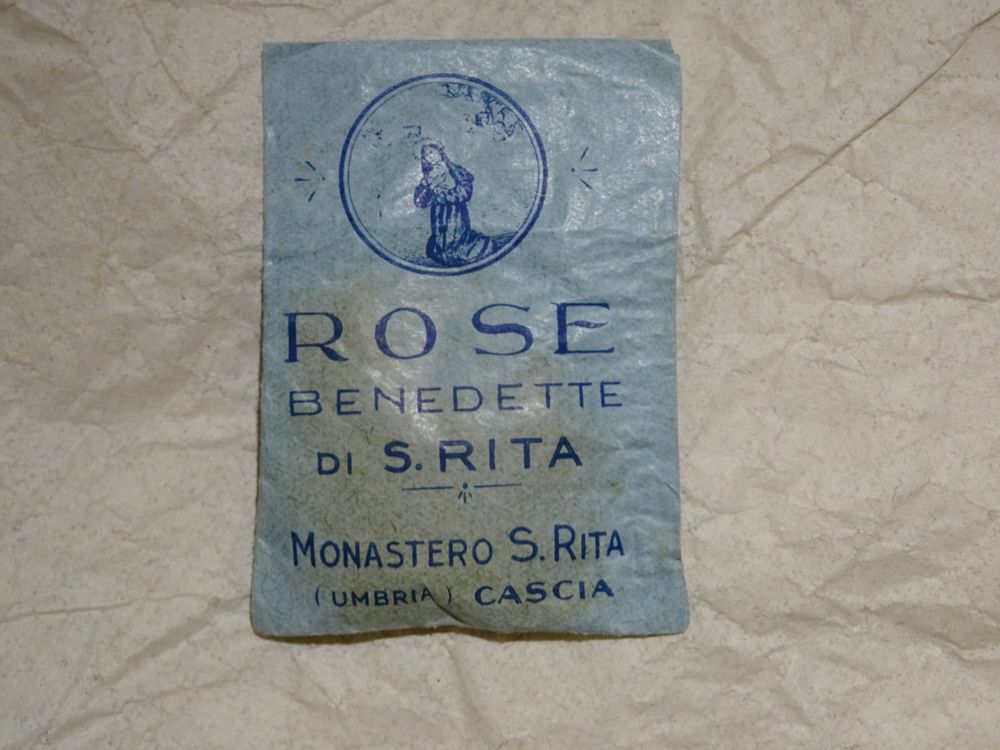 ROSE
BENEDETTE
DI S. RITA
MONASTERO S. RITA
(UMBRIA) CASCIA